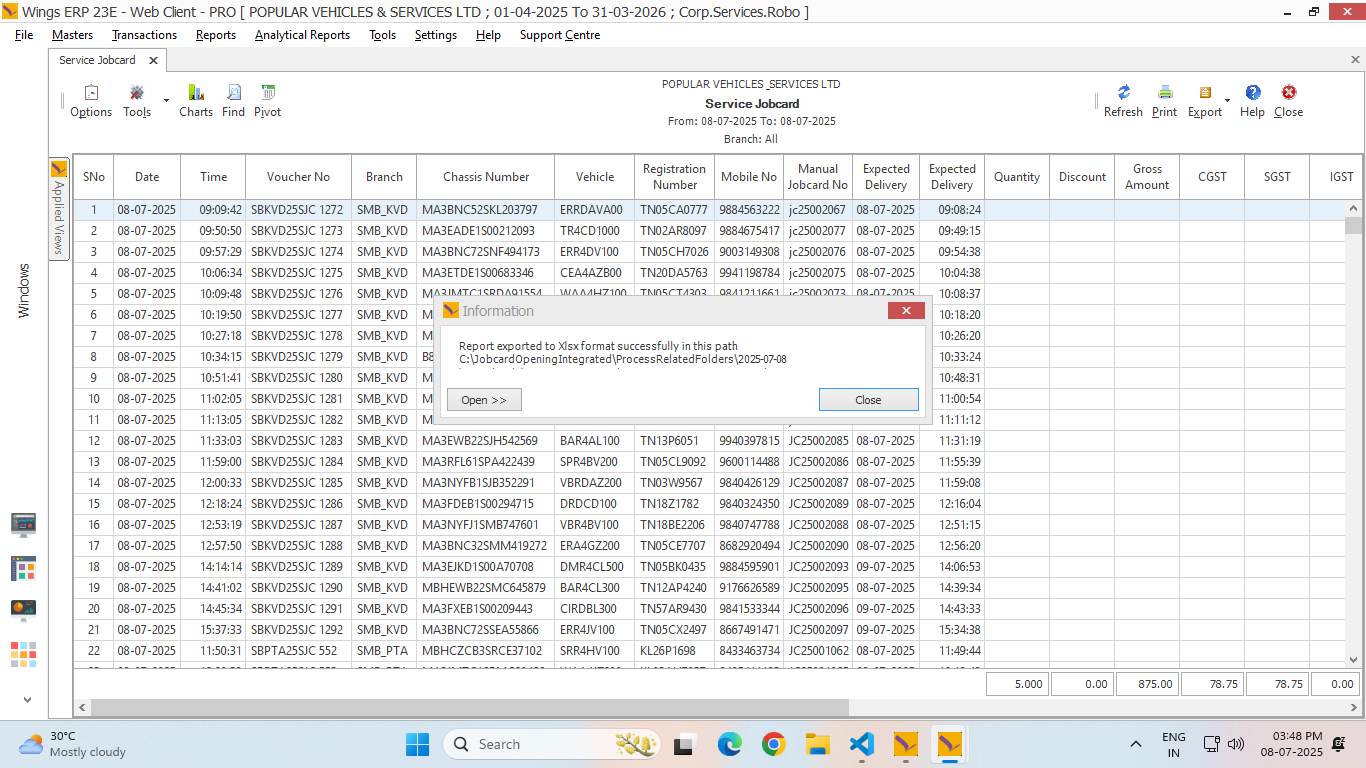 Wings ERP 23E - Web Client - PRO [ POPULAR VEHICLES & SERVICES LTD ; 01-04-2025 To 31-03-2026 ; Corp.Services.Robo ]
File Masters Transactions Reports Analytical Reports Tools Settings Help Support Centre
Service Jobcard
Options Tools Charts Find Pivot
POPULAR VEHICLES_SERVICES LTD
Service Jobcard
From: 08-07-2025 To: 08-07-2025
Branch: All
Refresh Print Export Help Close
Applied Views
Windows
SNo Date Time Voucher No Branch Chassis Number Vehicle Registration Number Mobile No Manual Jobcard No Expected Delivery Expected Delivery Quantity Discount Gross Amount CGST SGST IGST
1 08-07-2025 09:09:42 SBKVD25SJC 1272 SMB_KVD MA3BNC52SKL203797 ERRDAVA00 TN05CA0777 9884563222 jc25002067 08-07-2025 09:08:24
2 08-07-2025 09:50:50 SBKVD25SJC 1273 SMB_KVD MA3EADE1S00212093 TR4CD1000 TN02AR8097 9884675417 jc25002077 08-07-2025 09:49:15
3 08-07-2025 09:57:29 SBKVD25SJC 1274 SMB_KVD MA3BNC72SNF494173 ERR4DV100 TN05CH7026 9003149308 jc25002076 08-07-2025 09:54:38
4 08-07-2025 10:06:34 SBKVD25SJC 1275 SMB_KVD MA3ETDE1S00683346 CEA4AZB00 TN20DA5763 9941198784 jc25002075 08-07-2025 10:04:38
5 08-07-2025 10:09:48 SBKVD25SJC 1276 SMB_KVD MA3JMTC1SRDA91554 WAA4HZ100 TN05CT4303 9841211661 jc25002073 08-07-2025 10:08:37
6 08-07-2025 10:19:50 SBKVD25SJC 1277 SMB_KVD 10:18:20
7 08-07-2025 10:27:18 SBKVD25SJC 1278 SMB_KVD 10:26:20
8 08-07-2025 10:34:15 SBKVD25SJC 1279 SMB_KVD 10:33:24
9 08-07-2025 10:51:41 SBKVD25SJC 1280 SMB_KVD 10:48:31
10 08-07-2025 11:02:05 SBKVD25SJC 1281 SMB_KVD 11:00:54
11 08-07-2025 11:13:05 SBKVD25SJC 1282 SMB_KVD 11:11:12
Information
Report exported to Xlsx format successfully in this path
C:\JobcardOpeningIntegrated\ProcessRelatedFolders\2025-07-08
Open >> Close
12 08-07-2025 11:33:03 SBKVD25SJC 1283 SMB_KVD MA3EWB22SJH542569 BAR4AL100 TN13P6051 9940397815 JC25002085 08-07-2025 11:31:19
13 08-07-2025 11:59:00 SBKVD25SJC 1284 SMB_KVD MA3RFL61SPA422439 SPR4BV200 TN05CL9092 9600114488 JC25002086 08-07-2025 11:55:39
14 08-07-2025 12:00:33 SBKVD25SJC 1285 SMB_KVD MA3NYFB1SJB352291 VBRDAZ200 TN03W9567 9840426129 JC25002087 08-07-2025 11:59:08
15 08-07-2025 12:18:24 SBKVD25SJC 1286 SMB_KVD MA3FDEB1S00294715 DRDCD100 TN18Z1782 9840324350 JC25002089 08-07-2025 12:16:04
16 08-07-2025 12:53:19 SBKVD25SJC 1287 SMB_KVD MA3NYFJ1SMB747601 VBR4BV100 TN18BE2206 9840747788 JC25002088 08-07-2025 12:51:15
17 08-07-2025 12:57:50 SBKVD25SJC 1288 SMB_KVD MA3BNC32SMM419272 ERA4GZ200 TN05CE7707 8682920494 JC25002090 08-07-2025 12:56:20
18 08-07-2025 14:14:14 SBKVD25SJC 1289 SMB_KVD MA3EJKD1S00A70708 DMR4CL500 TN05BK0435 9884595901 JC25002093 09-07-2025 14:06:53
19 08-07-2025 14:41:02 SBKVD25SJC 1290 SMB_KVD MBHEWB22SMC645879 BAR4CL300 TN12AP4240 9176626589 JC25002095 08-07-2025 14:39:34
20 08-07-2025 14:45:34 SBKVD25SJC 1291 SMB_KVD MA3FXEB1S00209443 CIRDBL300 TN57AR9430 9841533344 JC25002096 09-07-2025 14:43:33
21 08-07-2025 15:37:33 SBKVD25SJC 1292 SMB_KVD MA3BNC72SSEA55866 ERR4JV100 TN05CX2497 8667491471 JC25002097 09-07-2025 15:34:38
22 08-07-2025 11:50:31 SBPTA25SJC 552 SMB_PTA MBHCZCB3SRCE37102 SRR4HV100 KL26P1698 8433463734 JC25001062 08-07-2025 11:49:44
5.000 0.00 875.00 78.75 78.75 0.00
30°C
Mostly cloudy
Search
ENG
IN
03:48 PM
08-07-2025